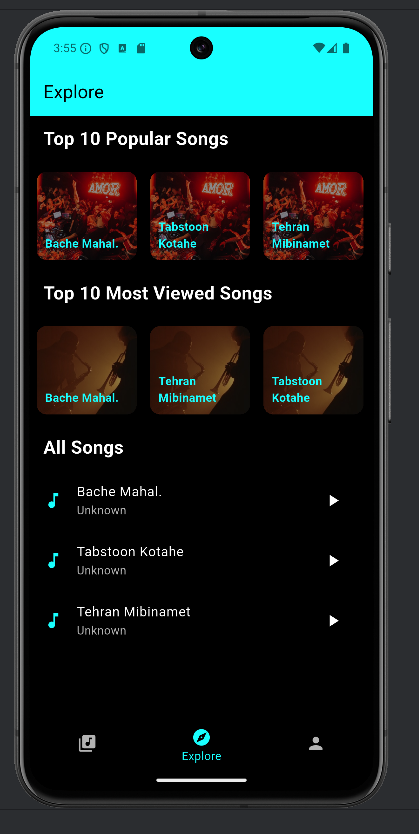 3:55
Explore
Top 10 Popular Songs
AMOR
Bache Mahal.
AMOR
Tabstoon
Kotahe
AMOR
Tehran
Mibinamet
Top 10 Most Viewed Songs
Bache Mahal.
Tehran
Mibinamet
Tabstoon
Kotahe
All Songs
Bache Mahal.
Unknown
Tabstoon Kotahe
Unknown
Tehran Mibinamet
Unknown
Explore